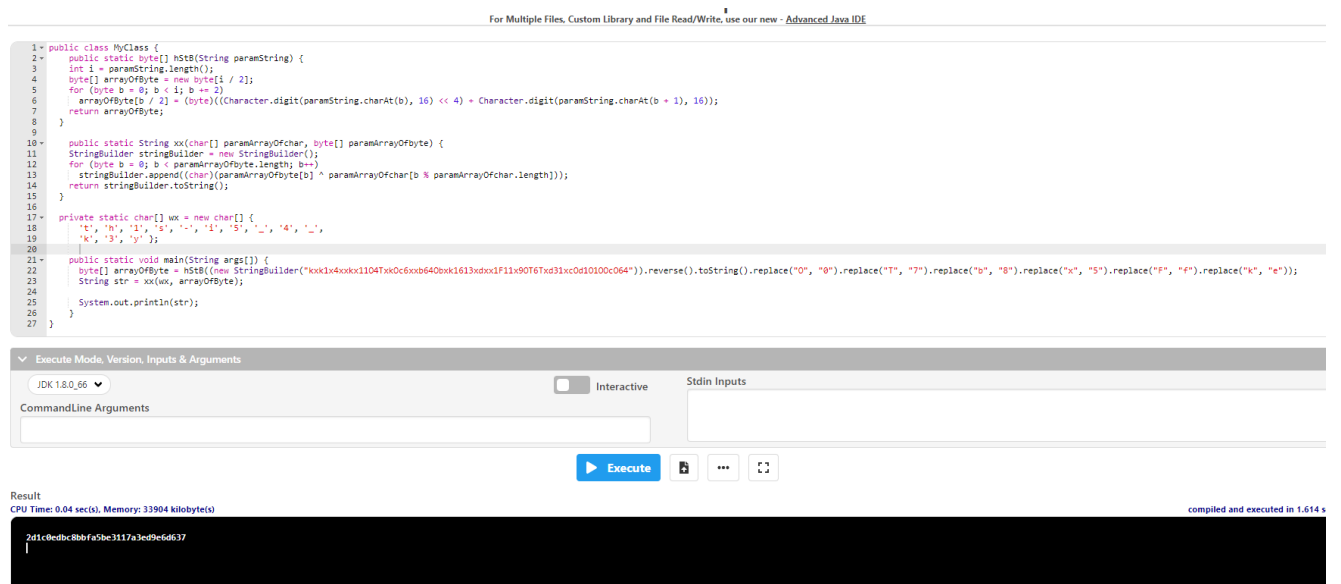 For Multiple Files, Custom Library and File Read/Write, use our new - Advanced Java IDE
1 public class MyClass {
2 public static byte[] hStB(String paramString) {
3 int i = paramString.length();
4 byte[] arrayOfByte = new byte[i / 2];
5 for (byte b = 0; b < i; b += 2)
6 arrayOfByte[b / 2] = (byte)((Character.digit(paramString.charAt(b), 16) << 4) + Character.digit(paramString.charAt(b + 1), 16));
7 return arrayOfByte;
8 }
9
10 public static String xx(char[] paramArrayOfchar, byte[] paramArrayOfbyte) {
11 StringBuilder stringBuilder = new StringBuilder();
12 for (byte b = 0; b < paramArrayOfbyte.length; b++)
13 stringBuilder.append((char)(paramArrayOfbyte[b] ^ paramArrayOfchar[b % paramArrayOfchar.length]));
14 return stringBuilder.toString();
15 }
16
17 private static char[] wx = new char[] {
18 't', 'h', '1', 's', '-', 'i', '5', '_', '4', '_',
19 'k', '3', 'y' };
20
21 public static void main(String args[]) {
22 byte[] arrayOfByte = hStB((new StringBuilder("kxk1x4xxkx11O4Txk0c6xxb640bxk1613xdxx1F11x90T6Txd31xc0d10100c064")).reverse().toString().replace("O", "0").replace("T", "7").replace("b", "8").replace("x", "5").replace("F", "f").replace("k", "e"));
23 String str = xx(wx, arrayOfByte);
24
25 System.out.println(str);
26 }
27 }
Execute Mode, Version, Inputs & Arguments
JDK 1.8.0_66
Interactive
Stdin Inputs
CommandLine Arguments
Execute
Result
CPU Time: 0.04 sec(s), Memory: 33904 kilobyte(s)
compiled and executed in 1.614 s
2d1c0edbc8bbfa5be3117a3ed9e6d637